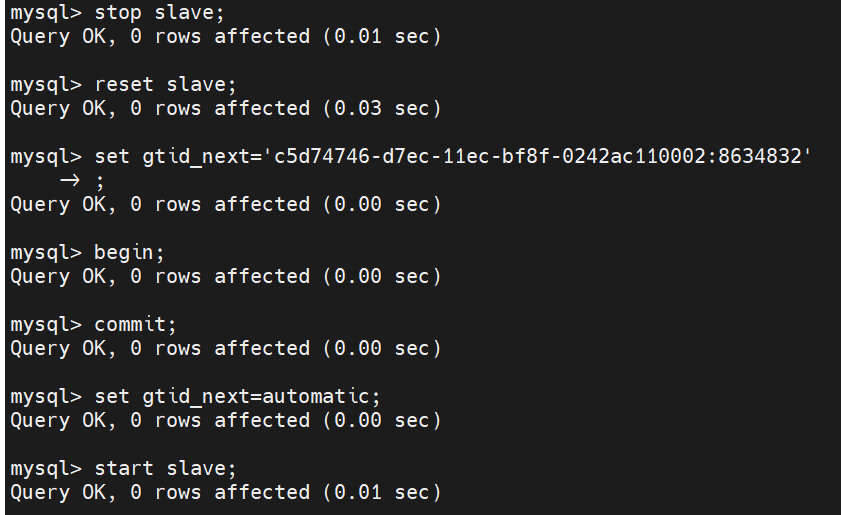 mysql> stop slave;
Query OK, 0 rows affected (0.01 sec)
mysql> reset slave;
Query OK, 0 rows affected (0.03 sec)
mysql> set gtid_next='c5d74746-d7ec-11ec-bf8f-0242ac110002:8634832'
-> ;
Query OK, 0 rows affected (0.00 sec)
mysql> begin;
Query OK, 0 rows affected (0.00 sec)
mysql> commit;
Query OK, 0 rows affected (0.00 sec)
mysql> set gtid_next=automatic;
Query OK, 0 rows affected (0.00 sec)
mysql> start slave;
Query OK, 0 rows affected (0.01 sec)